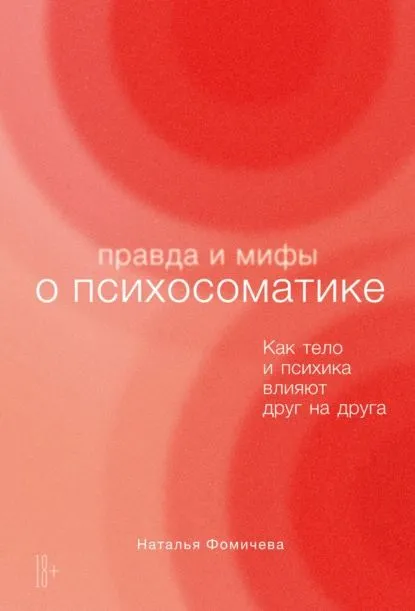 правда и мифы
о психосоматике
Как тело
и психика
влияют
друг на друга
Наталья Фомичева
18+